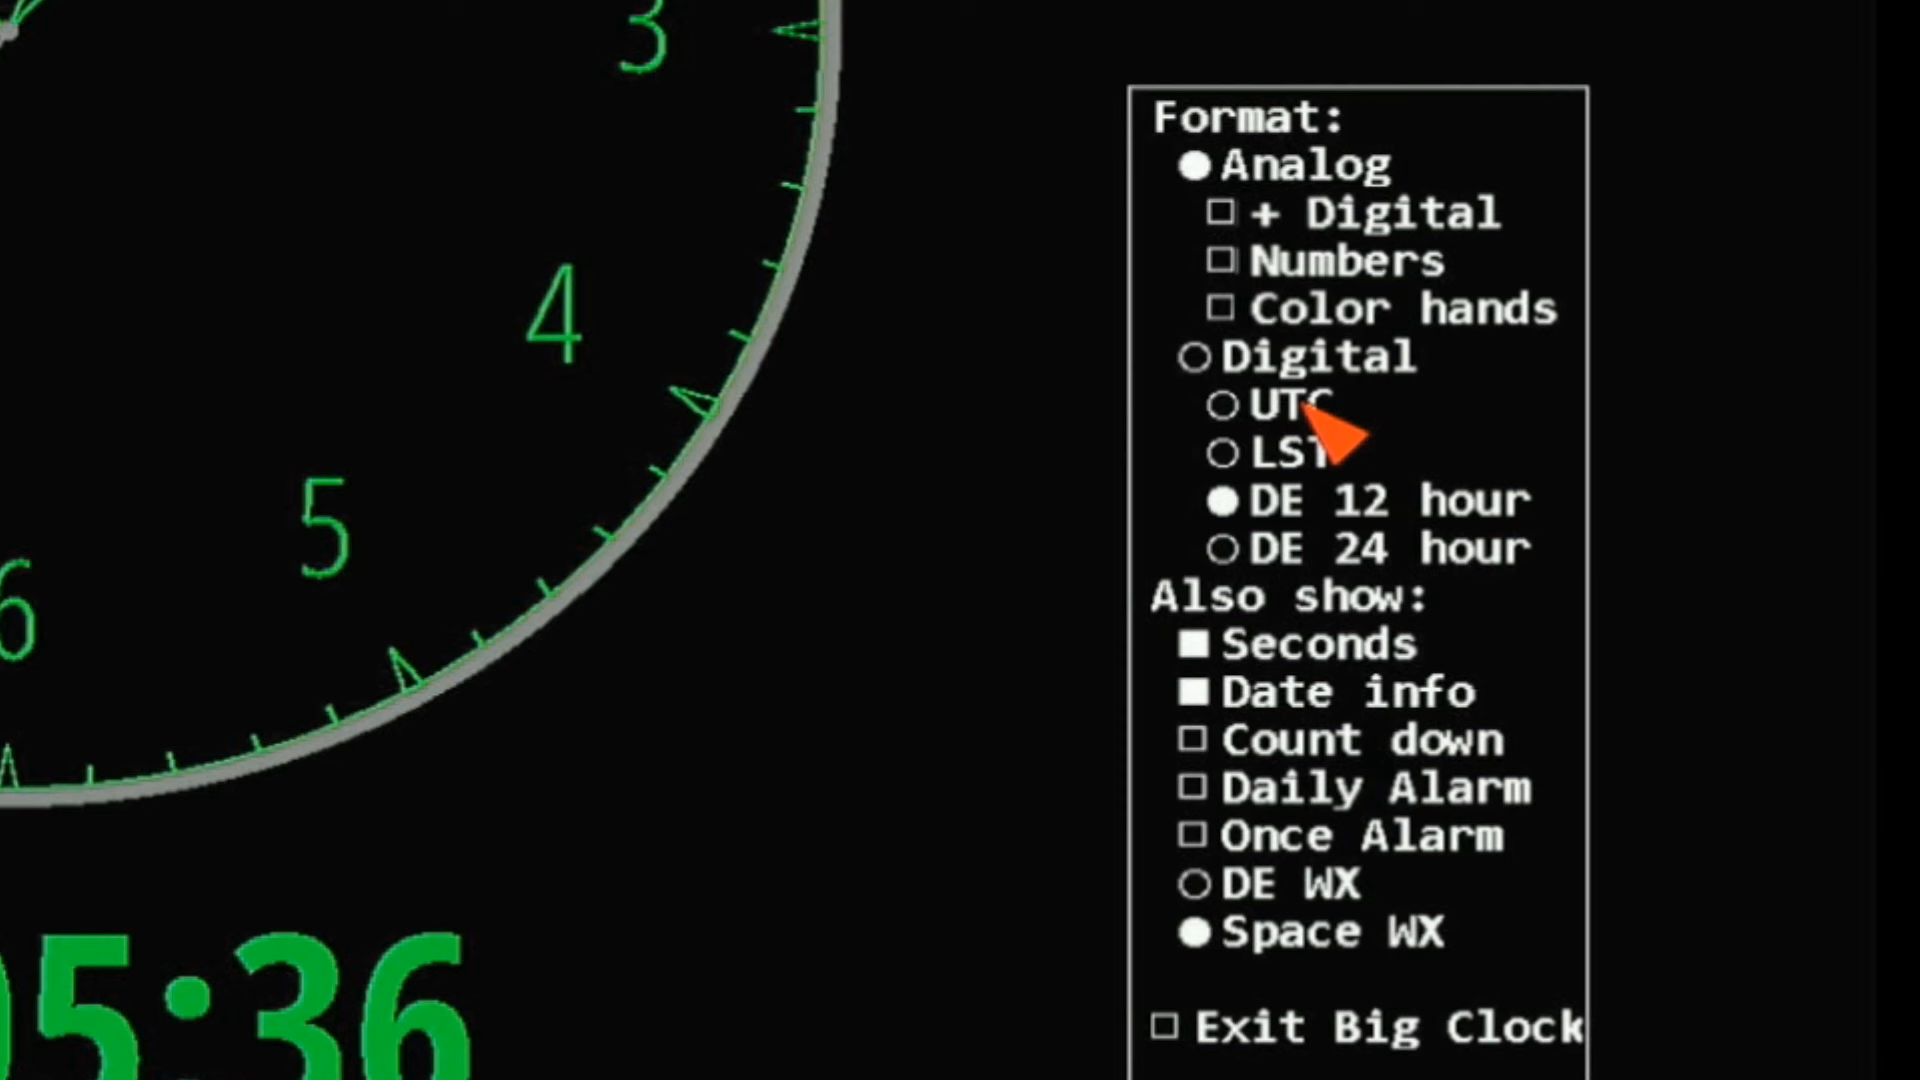 3
4
5
6
05:36
Format:
Analog
+ Digital
Numbers
Color hands
Digital
UTC
LST
DE 12 hour
DE 24 hour
Also show:
Seconds
Date info
Count down
Daily Alarm
Once Alarm
DE WX
Space WX
Exit Big Clock